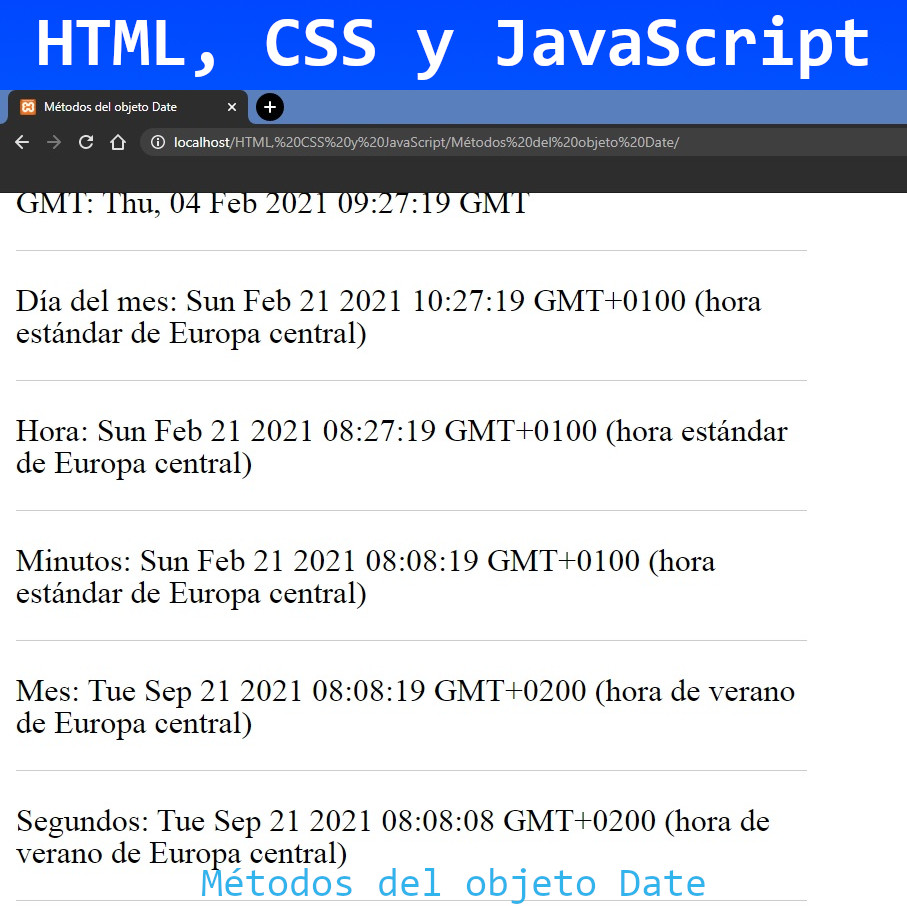 HTML, CSS y JavaScript
Métodos del objeto Date
localhost/HTML,%20CSS%20y%20JavaScript/Métodos%20del%20objeto%20Date/
GMT: Thu, 04 Feb 2021 09:27:19 GMT
Día del mes: Sun Feb 21 2021 10:27:19 GMT+0100 (hora
estándar de Europa central)
Hora: Sun Feb 21 2021 08:27:19 GMT+0100 (hora estándar
de Europa central)
Minutos: Sun Feb 21 2021 08:08:19 GMT+0100 (hora
estándar de Europa central)
Mes: Tue Sep 21 2021 08:08:19 GMT+0200 (hora de verano
de Europa central)
Segundos: Tue Sep 21 2021 08:08:08 GMT+0200 (hora de
verano de Europa central)
Métodos del objeto Date